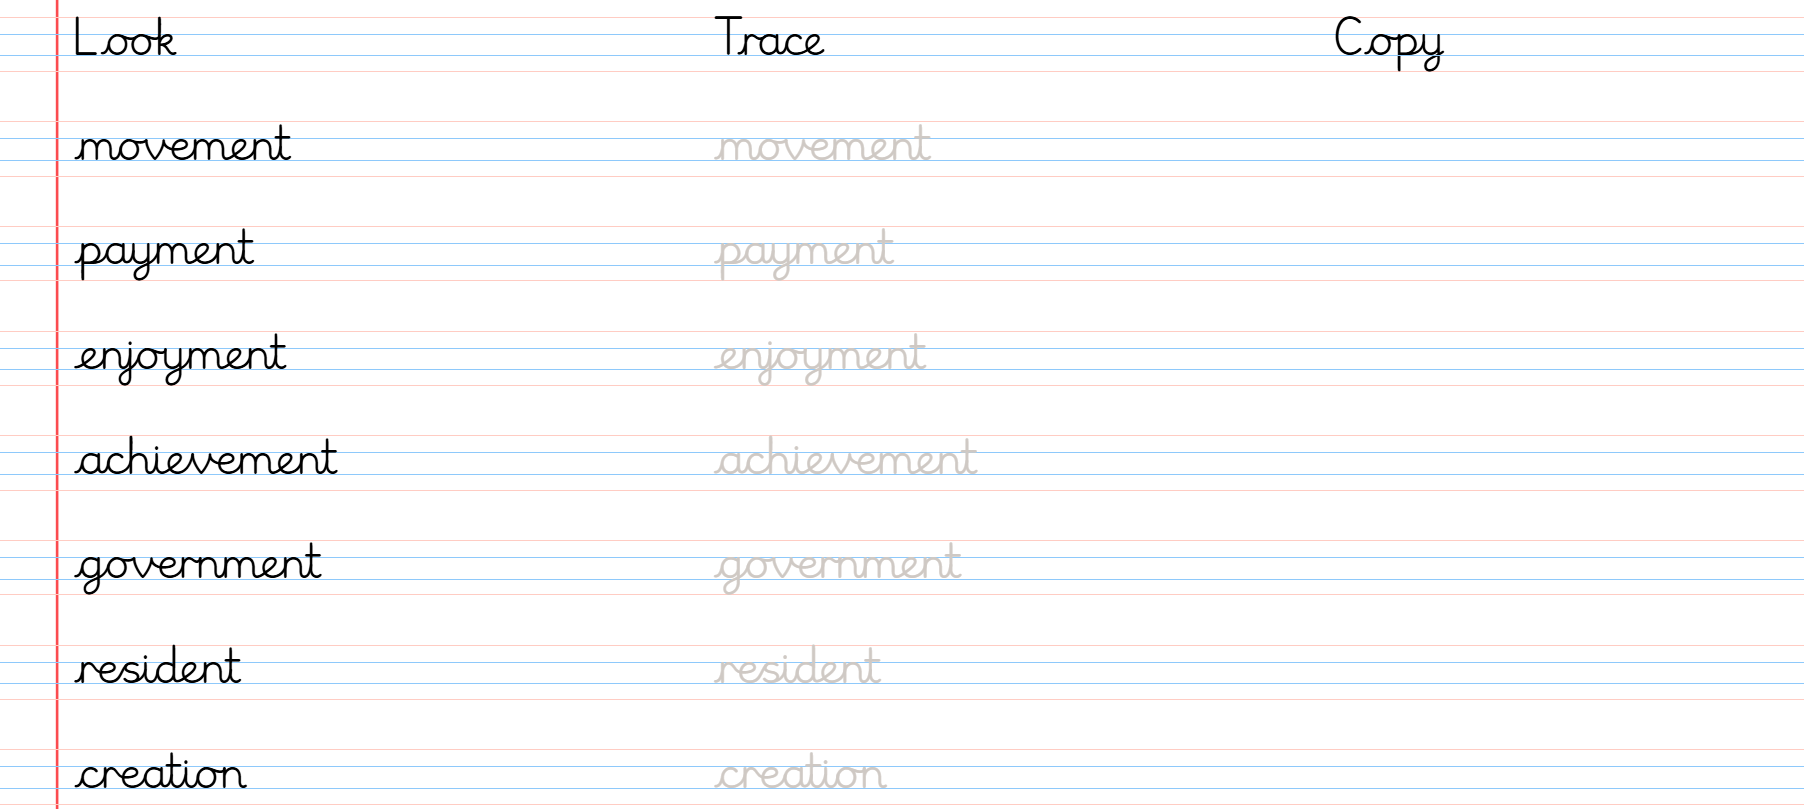 Look Trace Copy
movement movement
payment payment
enjoyment enjoyment
achievement achievement
government government
resident resident
creation creation